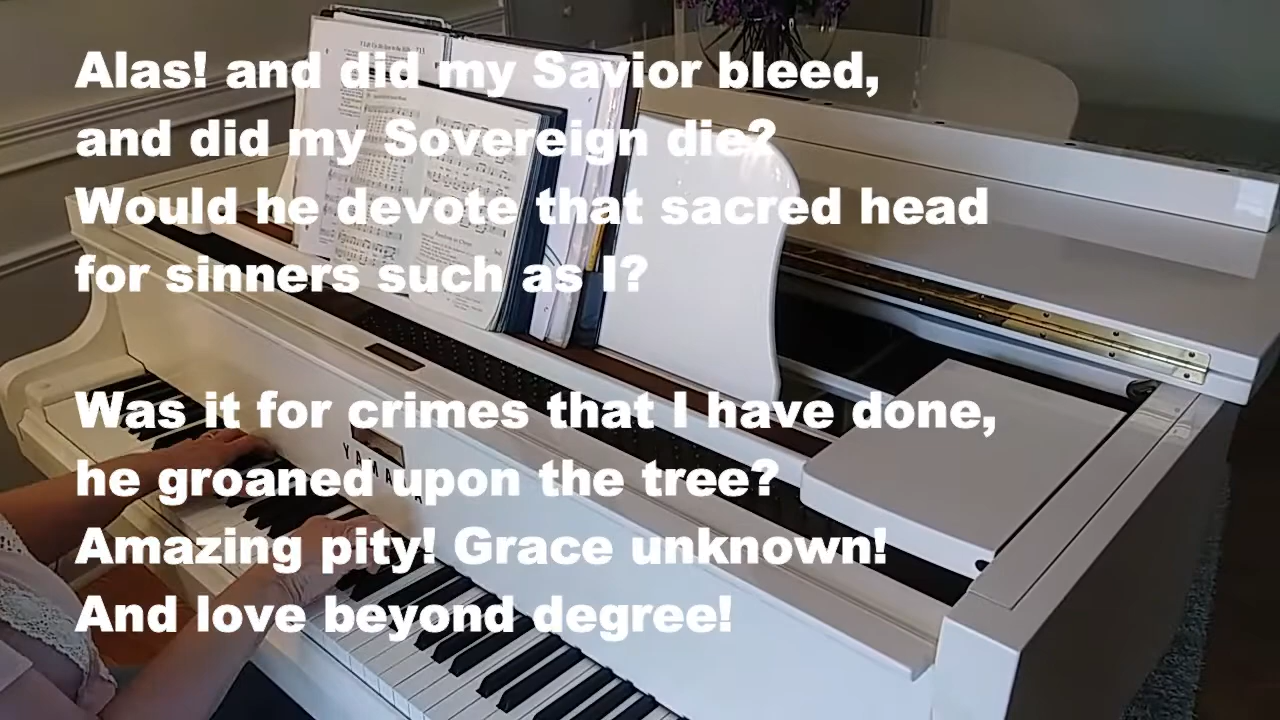 Alas! and did my Savior bleed,
and did my Sovereign die?
Would he devote that sacred head
for sinners such as I?
Was it for crimes that I have done,
he groaned upon the tree?
Amazing pity! Grace unknown!
And love beyond degree!
YAMAHA